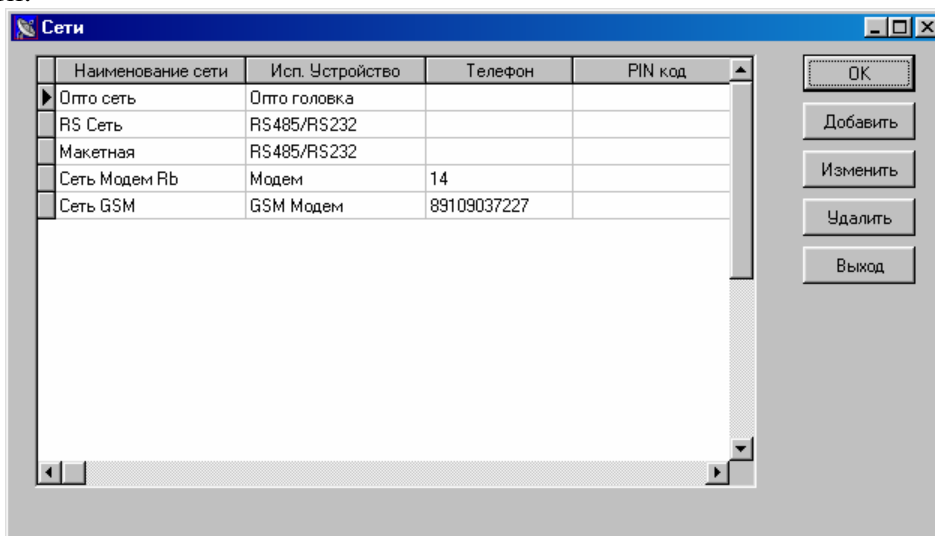 Сети
Наименование сети Исп. Устройство Телефон PIN код
Опто сеть Опто головка
RS Сеть RS485/RS232
Макетная RS485/RS232
Сеть Модем Rb Модем 14
Сеть GSM GSM Модем 89109037227
OK
Добавить
Изменить
Удалить
Выход